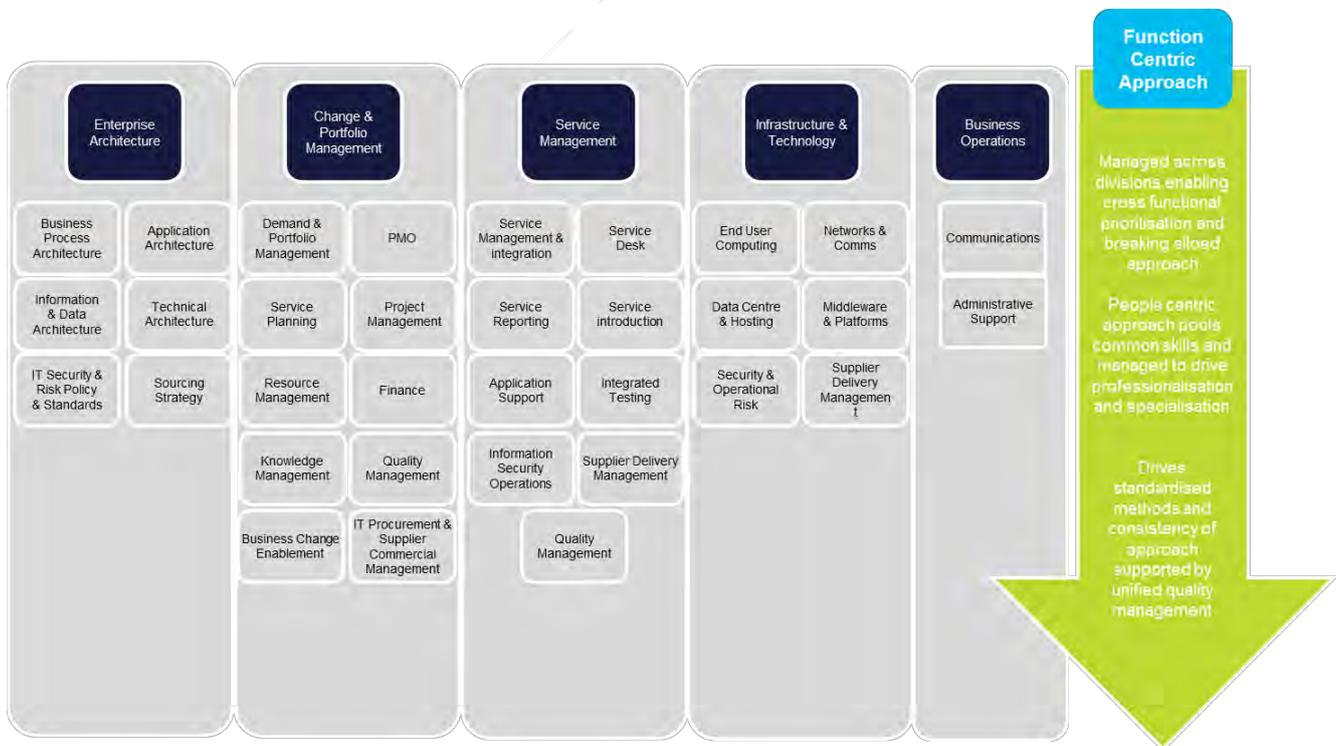 Enterprise
Architecture
Business
Process
Architecture
Application
Architecture
Information
& Data
Architecture
Technical
Architecture
IT Security &
Risk Policy
& Standards
Sourcing
Strategy
Change &
Portfolio
Management
Demand &
Portfolio
Management
PMO
Service
Planning
Project
Management
Resource
Management
Finance
Knowledge
Management
Quality
Management
Business Change
Enablement
IT Procurement &
Supplier
Commercial
Management
Service
Management
Service
Management &
integration
Service
Desk
Service
Reporting
Service
introduction
Application
Support
Integrated
Testing
Information
Security
Operations
Supplier Delivery
Management
Quality
Management
Infrastructure &
Technology
End User
Computing
Networks &
Comms
Data Centre
& Hosting
Middleware
& Platforms
Security &
Operational
Risk
Supplier
Delivery
Managemen
t
Business
Operations
Communications
Administrative
Support
Function
Centric
Approach
Managed across
divisions enabling
cross functional
prioritisation and
breaking siloed
approach
People centric
approach pools
common skills and
managed to drive
professionalisation
and specialisation
Drives
standardised
methods and
consistency of
approach
supported by
unified quality
management